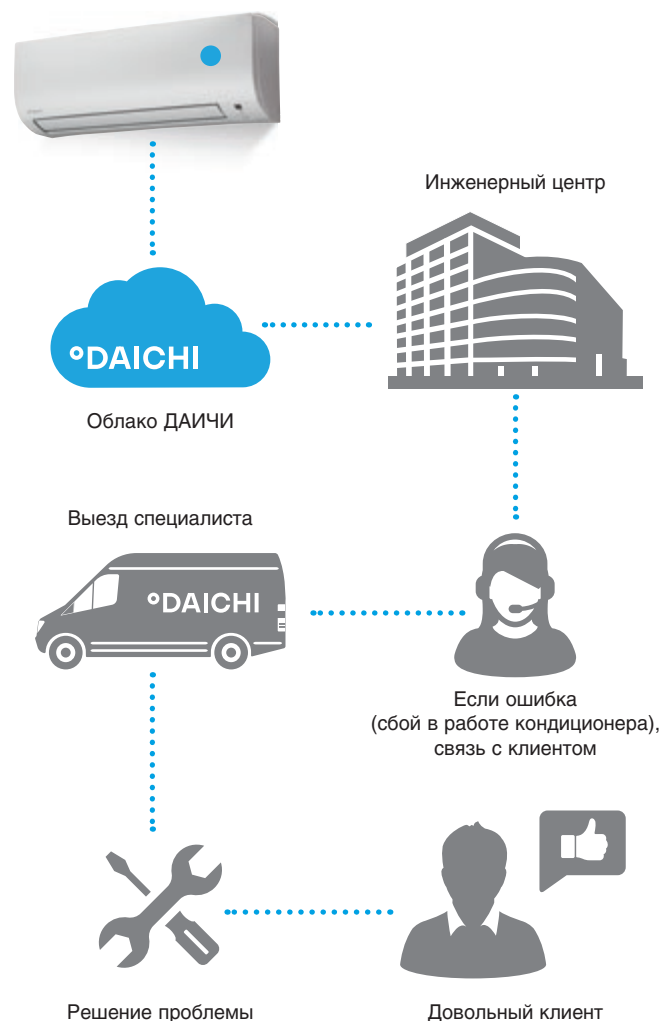 Инженерный центр
°DAICHI
Облако ДАИЧИ
Выезд специалиста
°DAICHI
Если ошибка
(сбой в работе кондиционера),
связь с клиентом
Решение проблемы
Довольный клиент